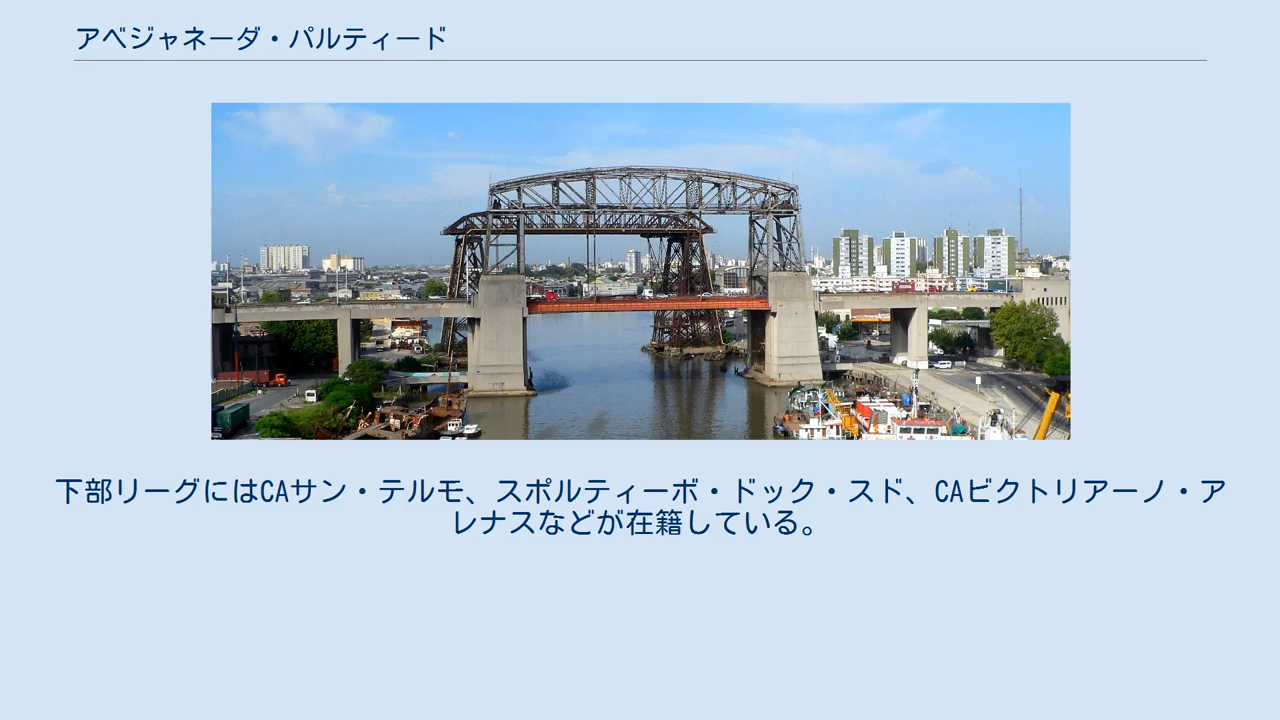 アベジャネーダ・パルティード
下部リーグにはCAサン・テルモ、スポルティーボ・ドック・スド、CAビクトリアーノ・ア
レナスなどが在籍している。